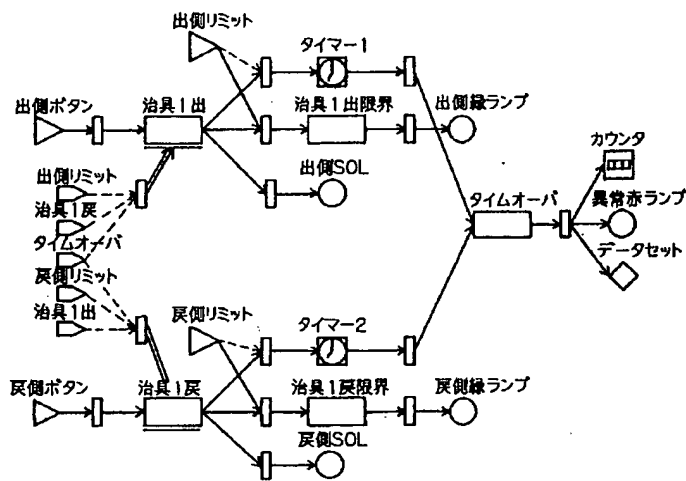 出側リミット
タイマー1
出側ボタン
治具1出
治具1出限界
出側緑ランプ
カウンタ
出側リミット
出側SOL
治具1戻
タイムオーバ
異常赤ランプ
タイムオーバ
データセット
戻側リミット
治具1出
戻側リミット
タイマー2
戻側ボタン
治具1戻
治具1戻限界
戻側緑ランプ
戻側SOL